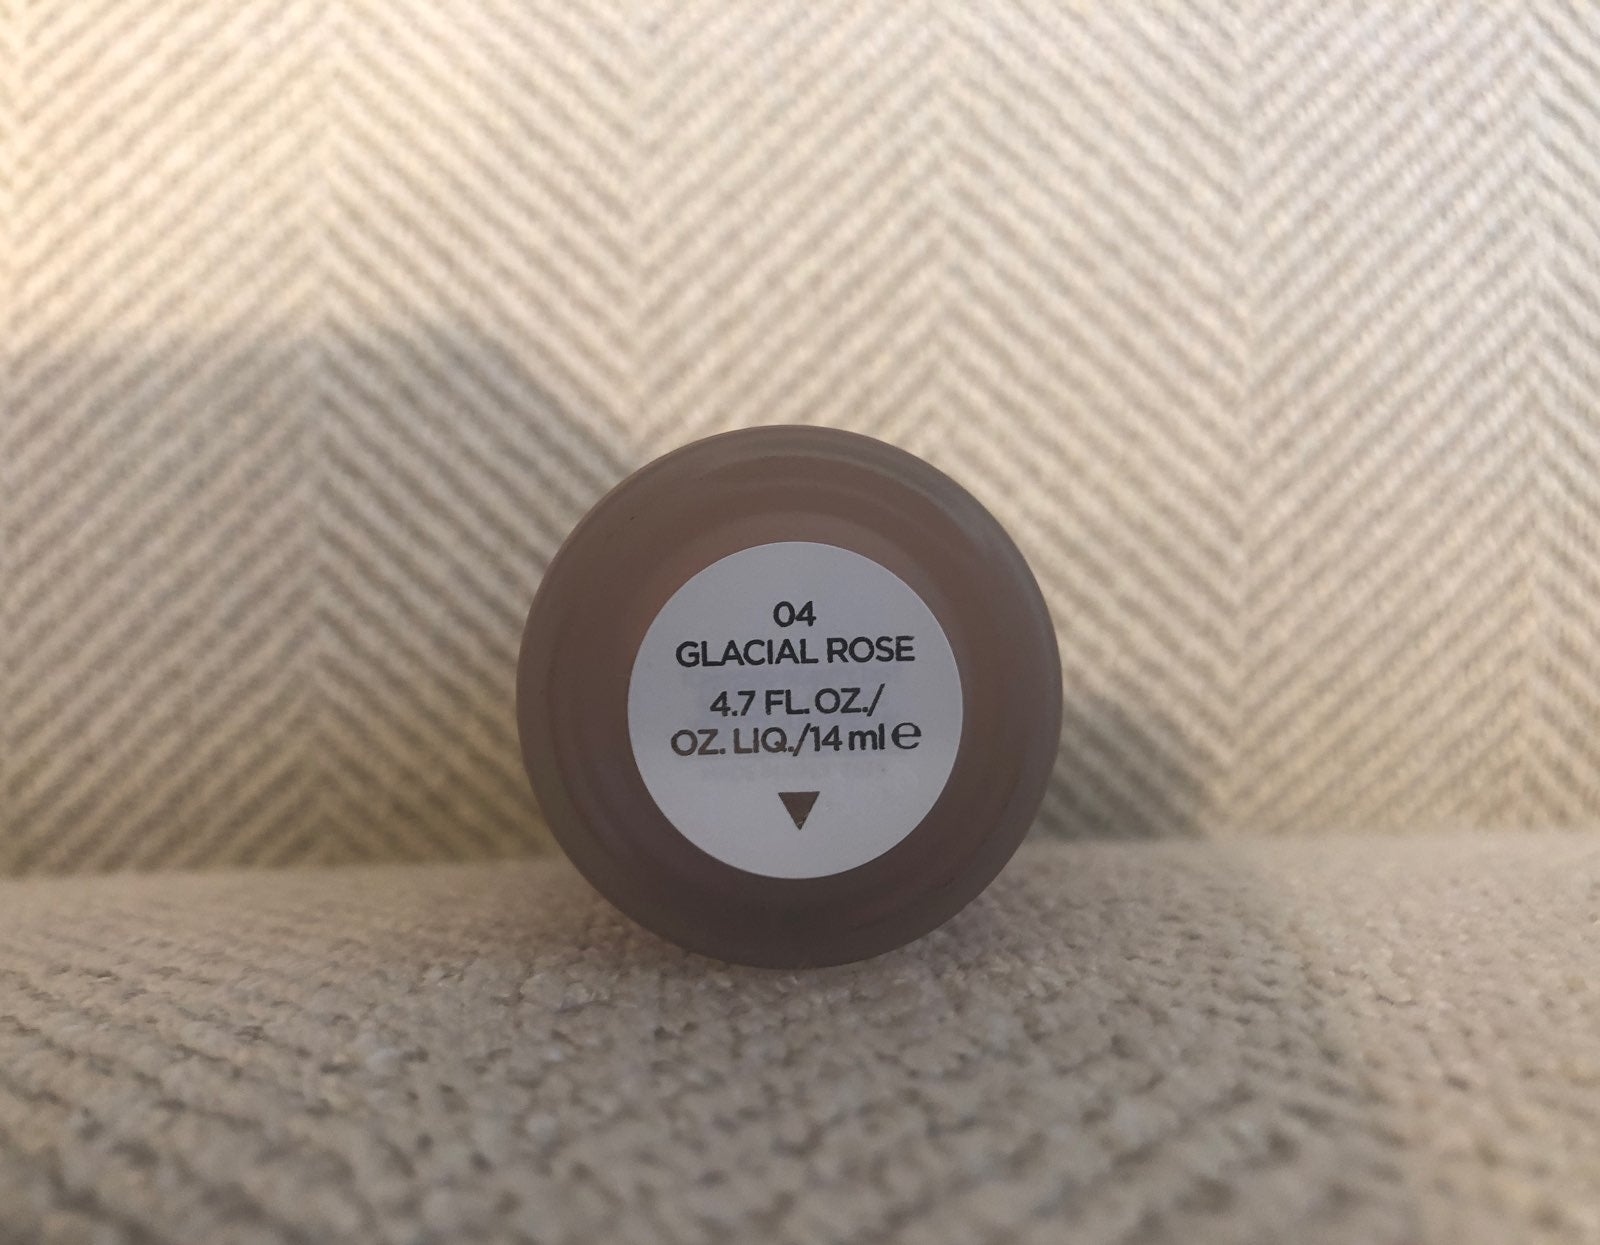 04
GLACIAL ROSE
4.7 FL. OZ./
OZ. LIQ./14 ml e